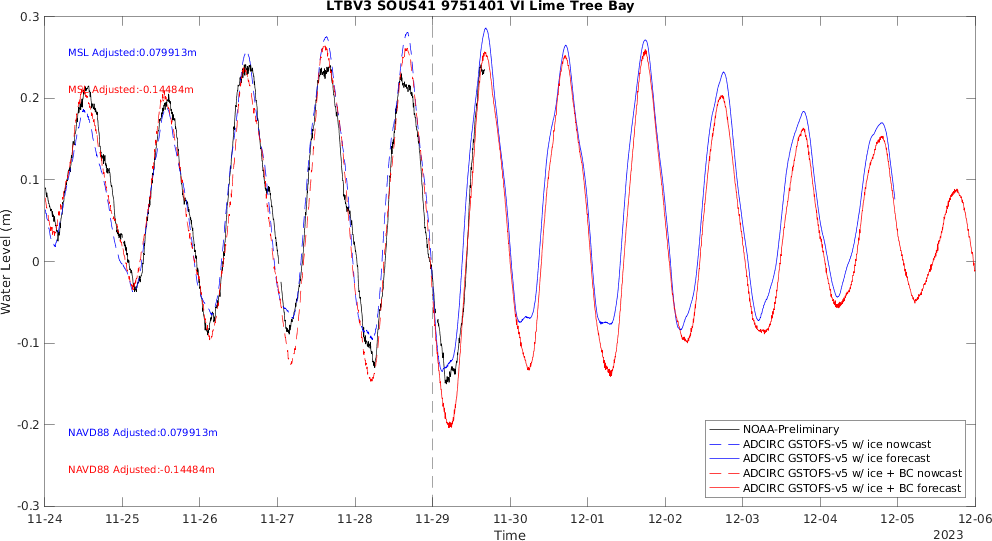 LTBV3 SOUS41 9751401 VI Lime Tree Bay
0.3
MSL Adjusted:0.079913m
MSL Adjusted:-0.14484m
0.2
0.1
Water Level (m)
0
-0.1
-0.2
NAVD88 Adjusted:0.079913m
NAVD88 Adjusted:-0.14484m
NOAA-Preliminary
ADCIRC GSTOFS-v5 w/ ice nowcast
ADCIRC GSTOFS-v5 w/ ice forecast
ADCIRC GSTOFS-v5 w/ ice + BC nowcast
ADCIRC GSTOFS-v5 w/ ice + BC forecast
-0.3
11-24 11-25 11-26 11-27 11-28 11-29 11-30 12-01 12-02 12-03 12-04 12-05 12-06
Time
2023